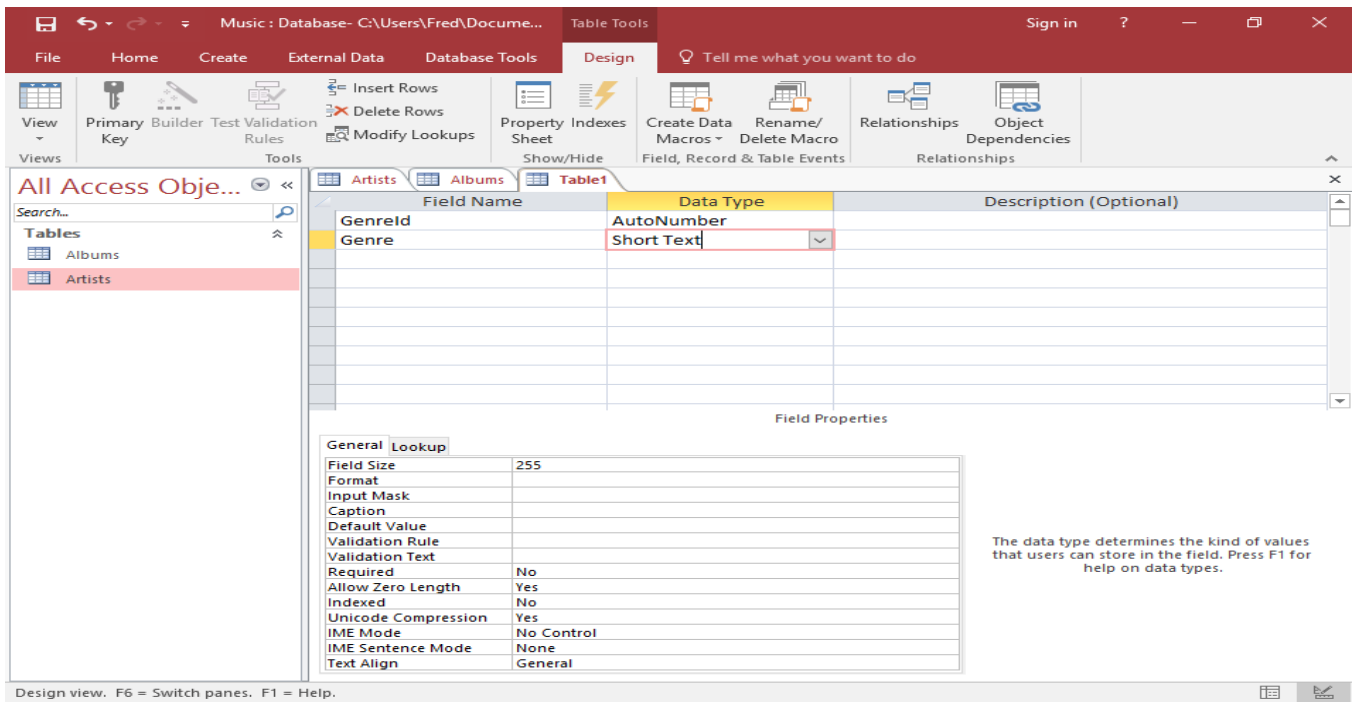 Music : Database- C:\Users\Fred\Docume... Table Tools Sign in ?
File Home Create External Data Database Tools Design Tell me what you want to do
View
Primary Key
Builder
Test Validation Rules
Insert Rows
Delete Rows
Modify Lookups
Property Sheet
Indexes
Create Data Macros
Rename/ Delete Macro
Relationships
Object Dependencies
Views Tools Show/Hide Field, Record & Table Events Relationships
All Access Obje...
Search...
Tables
Albums
Artists
Artists Albums Table1
Field Name Data Type Description (Optional)
GenreId AutoNumber
Genre Short Text
Field Properties
General Lookup
Field Size 255
Format
Input Mask
Caption
Default Value
Validation Rule
Validation Text
Required No
Allow Zero Length Yes
Indexed No
Unicode Compression Yes
IME Mode No Control
IME Sentence Mode None
Text Align General
The data type determines the kind of values
that users can store in the field. Press F1 for
help on data types.
Design view. F6 = Switch panes. F1 = Help.